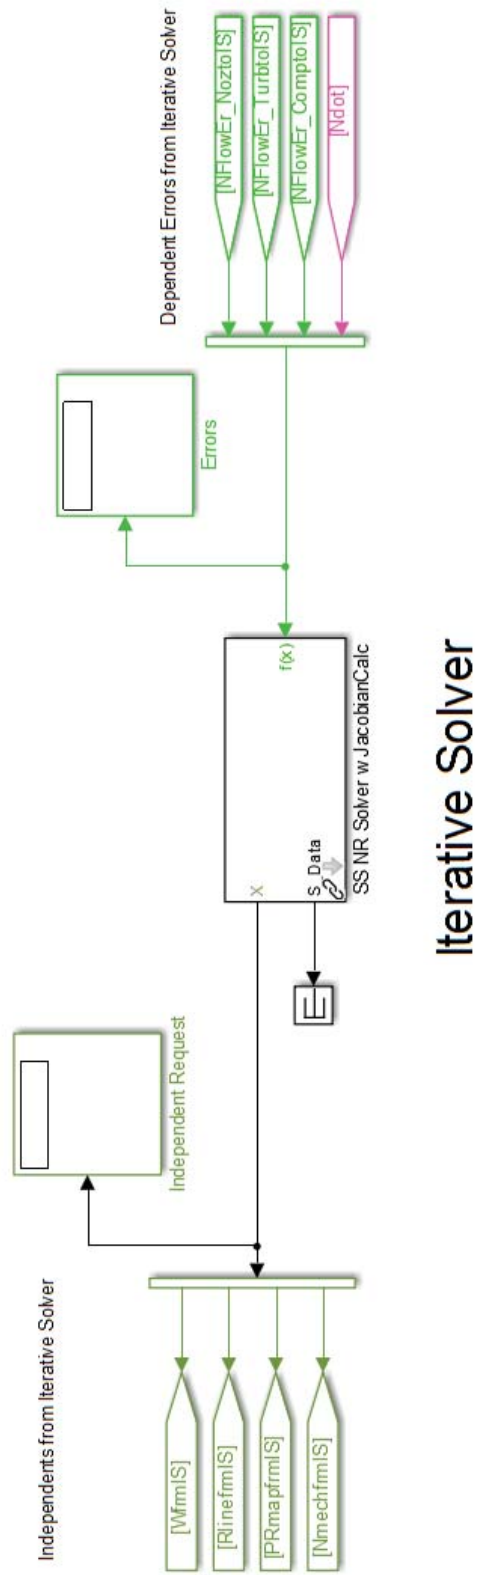 Dependent Errors from Iterative Solver
[NFlowEr_NoztoIS]
[NFlowEr_TurbtoIS]
[NFlowEr_ComptoIS]
[Ndot]
Errors
f(x)
X
S_Data
SS NR Solver w JacobianCalc
Independent Request
Independents from Iterative Solver
[WfrmIS]
[RlinefrmIS]
[PRmapfrmIS]
[NmechfrmIS]
Iterative Solver